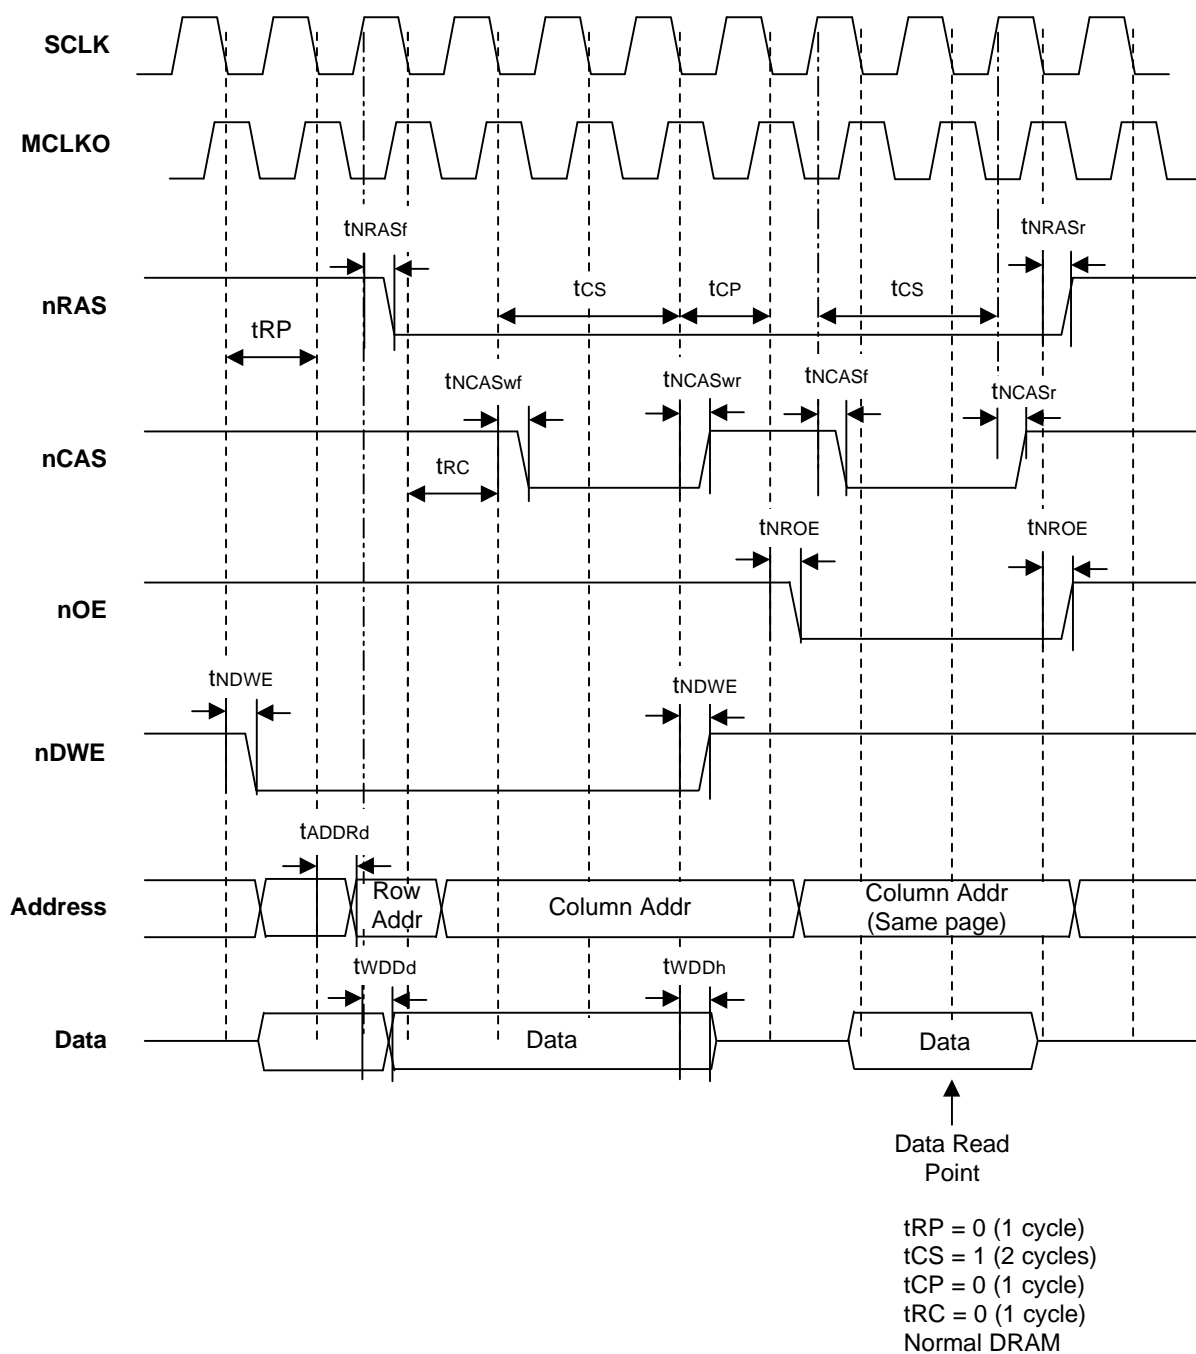 SCLK
MCLKO
tNRASf
tNRASr
nRAS
tCS
tCP
tCS
tRP
tNCASwf
tNCASwr
tNCASf
tNCASr
nCAS
tRC
tNROE
tNROE
nOE
tNDWE
tNDWE
nDWE
tADDRd
Address
Row
Addr
Column Addr
Column Addr
(Same page)
tWDDd
tWDDh
Data
Data
Data
Data Read
Point
tRP = 0 (1 cycle)
tCS = 1 (2 cycles)
tCP = 0 (1 cycle)
tRC = 0 (1 cycle)
Normal DRAM